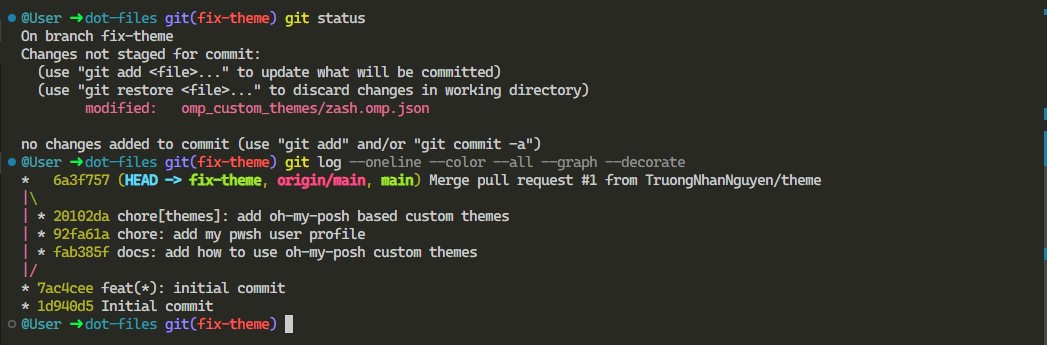 @User ➜dot-files git(fix-theme) git status
On branch fix-theme
Changes not staged for commit:
  (use "git add <file>..." to update what will be committed)
  (use "git restore <file>..." to discard changes in working directory)
        modified:   omp_custom_themes/zash.omp.json

no changes added to commit (use "git add" and/or "git commit -a")
@User ➜dot-files git(fix-theme) git log --oneline --color --all --graph --decorate
*   6a3f757 (HEAD -> fix-theme, origin/main, main) Merge pull request #1 from TruongNhanNguyen/theme
|\
| * 20102da chore[themes]: add oh-my-posh based custom themes
| * 92fa61a chore: add my pwsh user profile
| * fab385f docs: add how to use oh-my-posh custom themes
|/
* 7ac4cee feat(*): initial commit
* 1d940d5 Initial commit
@User ➜dot-files git(fix-theme)